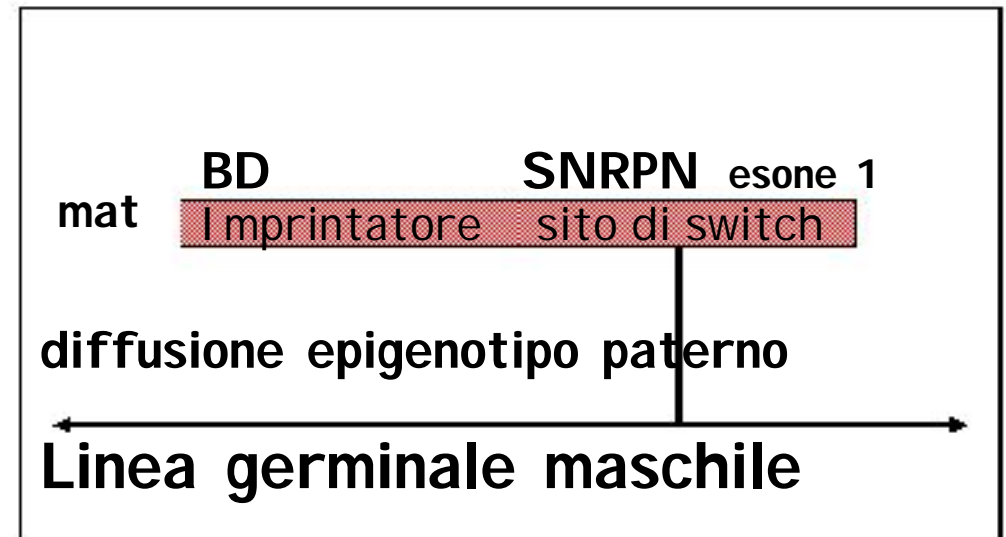 BD SNRPN esone 1
mat Imprintatore sito di switch
diffusione epigenotipo paterno
Linea germinale maschile